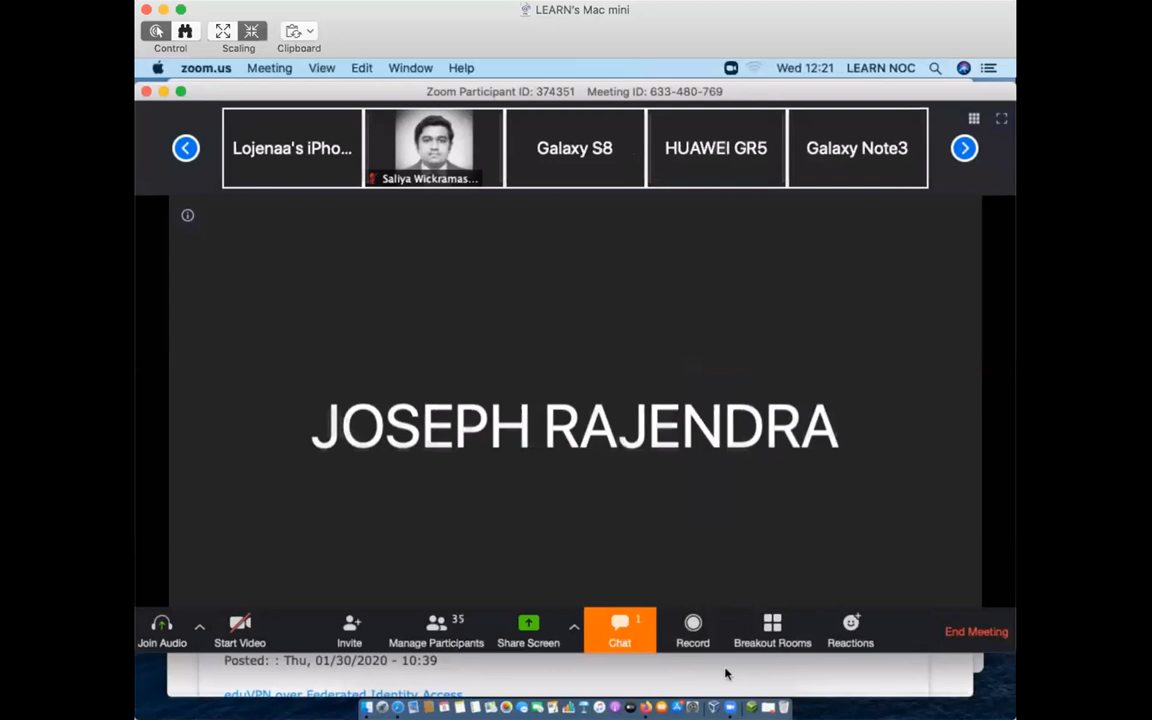 LEARN's Mac mini
Control
Scaling
Clipboard
zoom.us Meeting View Edit Window Help Wed 12:21 LEARN NOC
Zoom Participant ID: 374351 Meeting ID: 633-480-769
Lojenaa's iPho...
Saliya Wickramas...
Galaxy S8
HUAWEI GR5
Galaxy Note3
JOSEPH RAJENDRA
35
1
Join Audio
Start Video
Invite
Manage Participants
Share Screen
Chat
Record
Breakout Rooms
Reactions
End Meeting
Posted: : Thu, 01/30/2020 - 10:39
eduVPN over Federated Identity Access